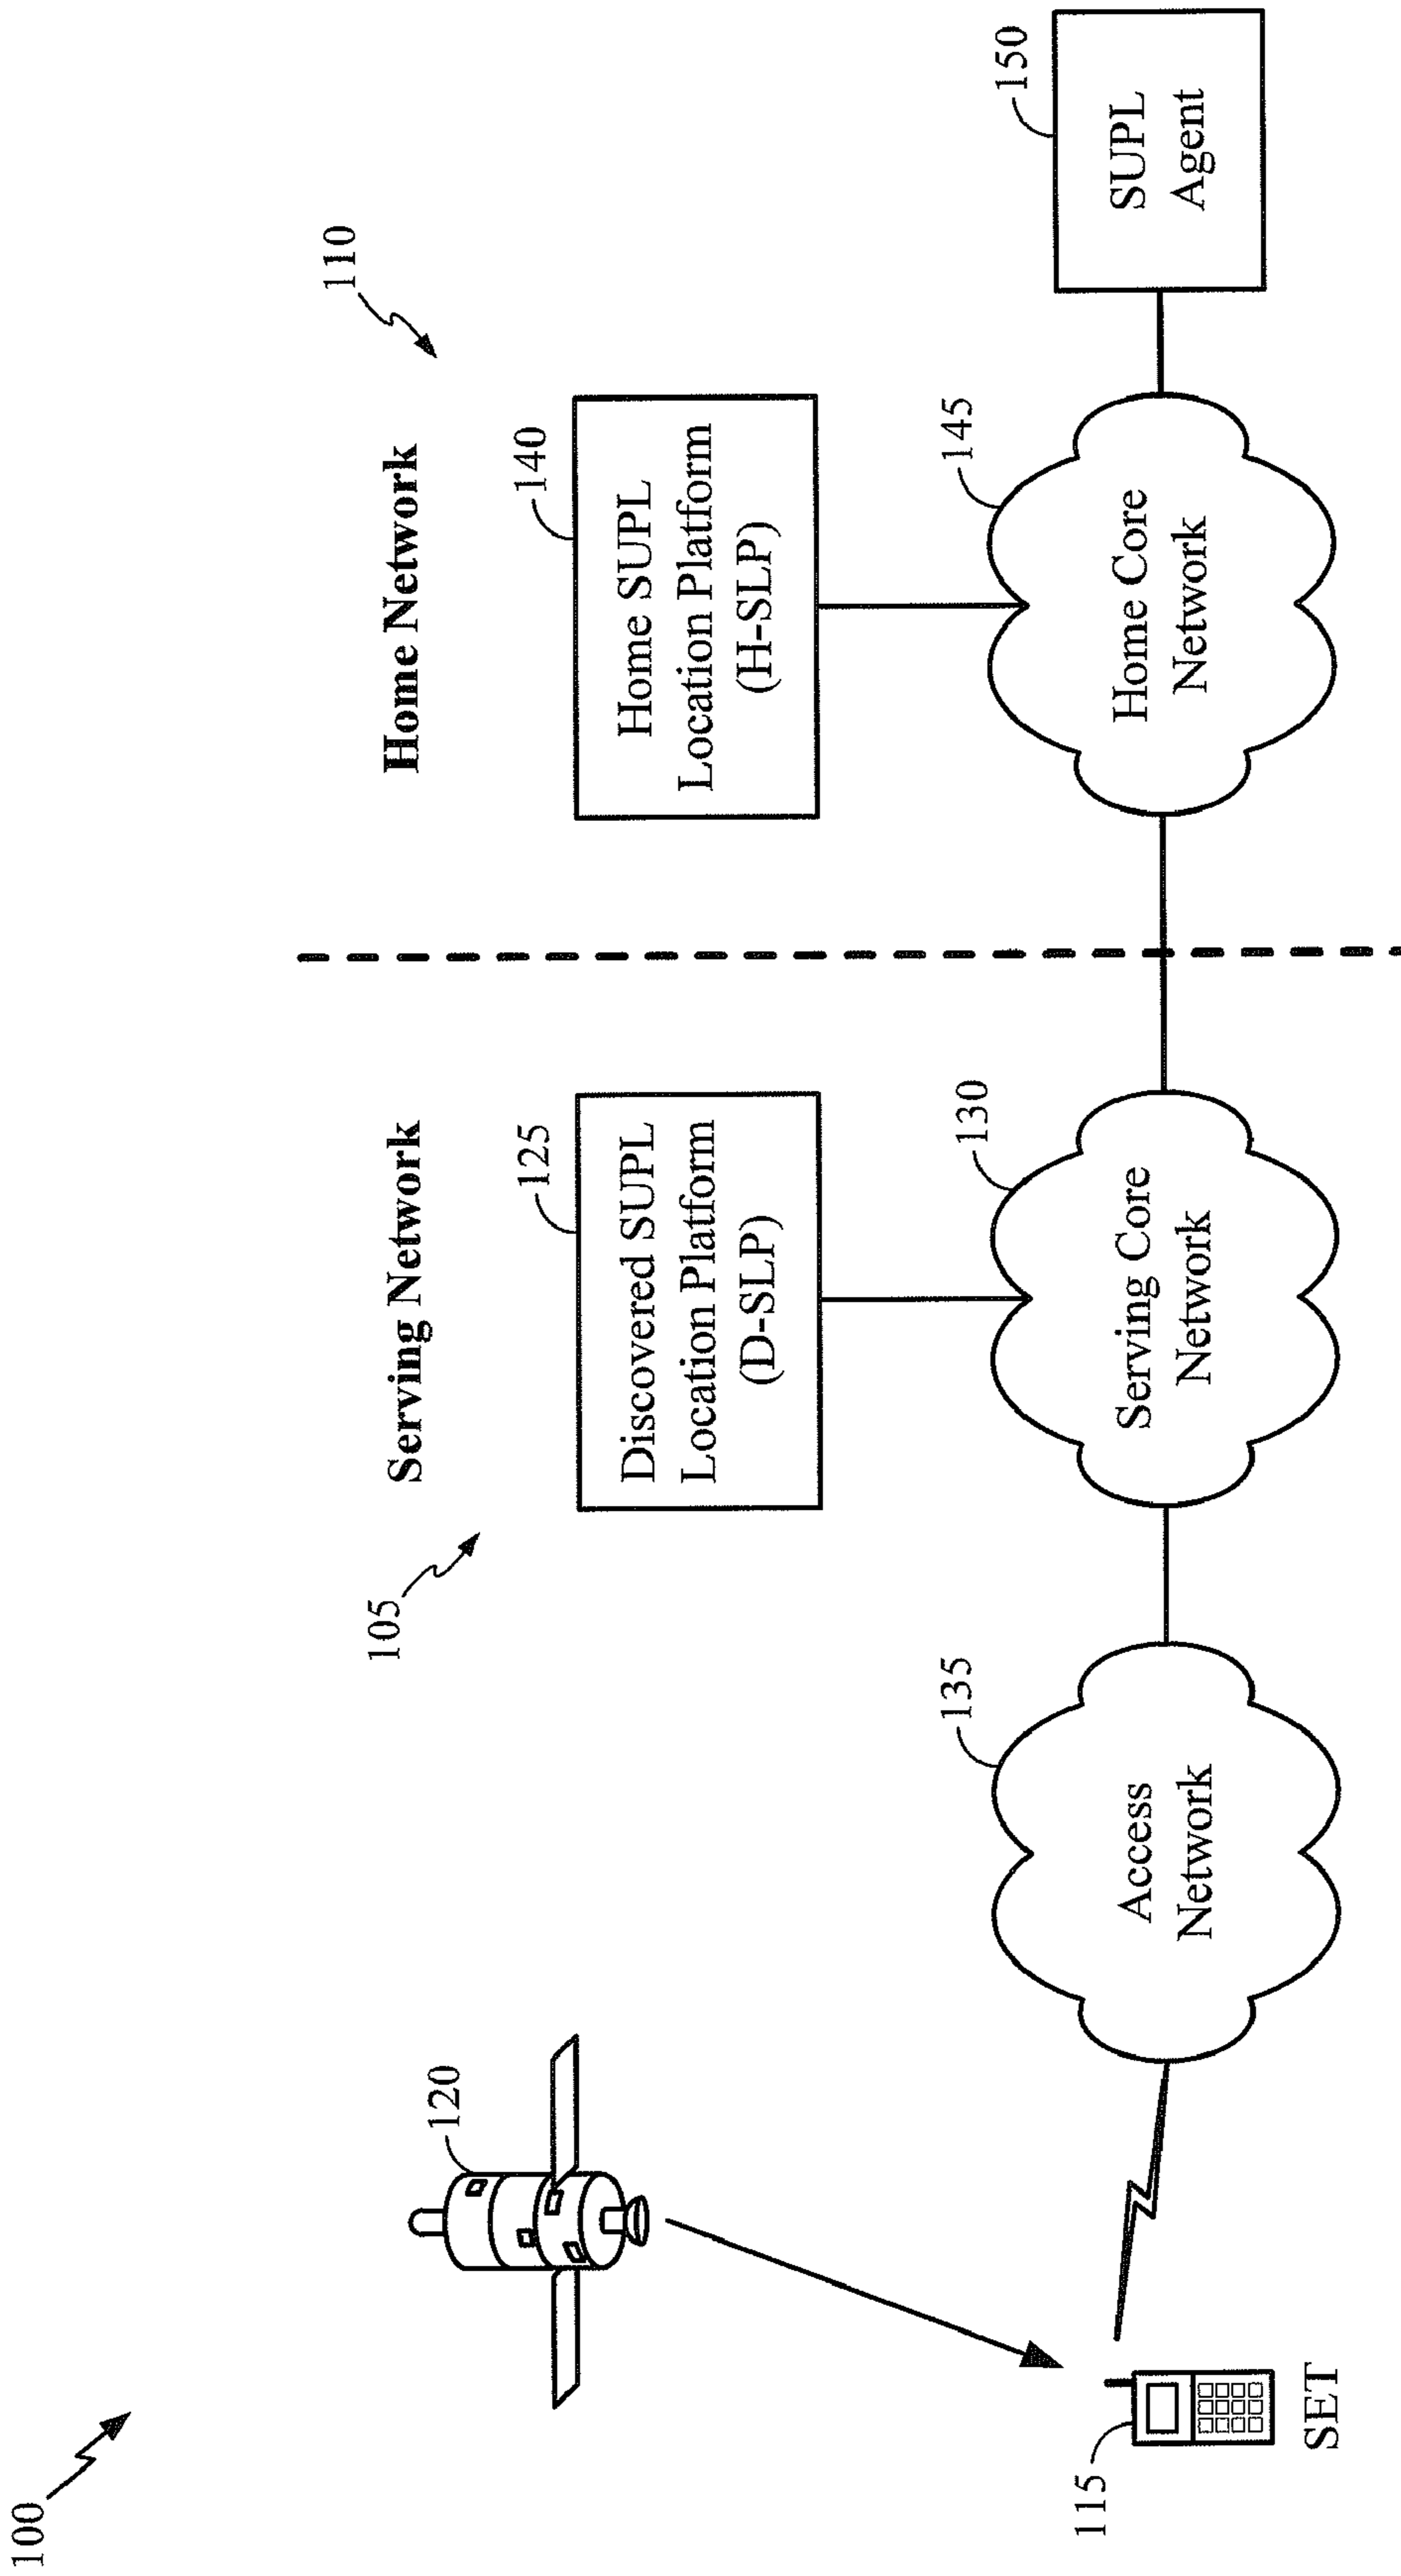 100
110
Home Network
Serving Network
105
140
Home SUPL
Location Platform
(H-SLP)
125
Discovered SUPL
Location Platform
(D-SLP)
120
150
SUPL
Agent
145
Home Core
Network
130
Serving Core
Network
135
Access
Network
115
SET